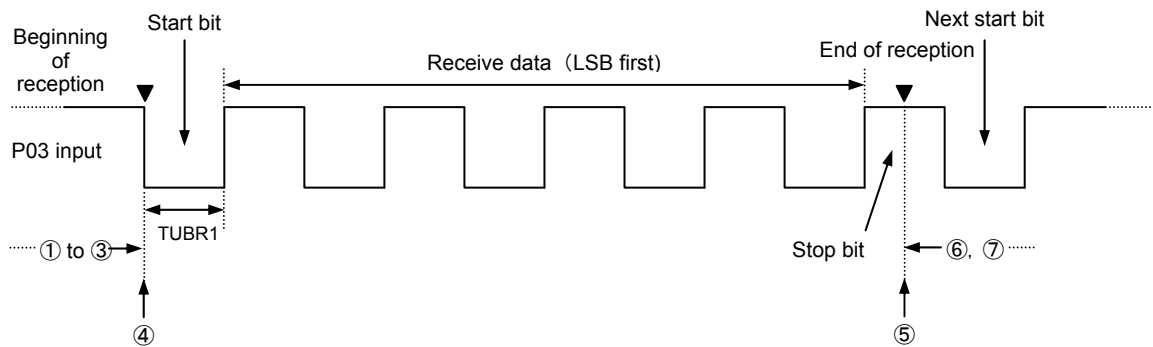 Start bit
Next start bit
Beginning
of
reception
End of reception
Receive data （LSB first)
P03 input
TUBR1
① to ③
Stop bit
⑥, ⑦
④
⑤